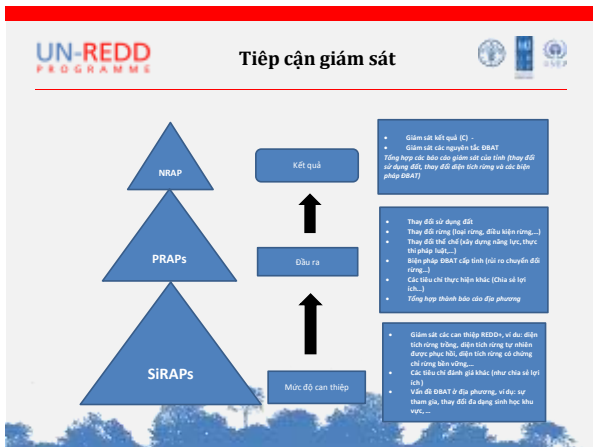 UN-REDD
PROGRAMME
Tiêp cận giám sát
UNEP
NRAP
PRAPs
SiRAPs
Kết quả
Đầu ra
Mức độ can thiệp
• Giám sát kết quả (C) -
• Giám sát các nguyên tắc ĐBAT
Tổng hợp các báo cáo giám sát của tỉnh (thay đổi
sử dụng đất, thay đổi diện tích rừng và các biện
pháp ĐBAT)
• Thay đổi sử dụng đất
• Thay đổi rừng (loại rừng, điều kiện rừng,...)
• Thay đổi thể chế (xây dựng năng lực, thực
thi pháp luật,...)
• Biện pháp ĐBAT cấp tỉnh (rủi ro chuyển đổi
rừng...)
• Các tiêu chí thực hiện khác (Chia sẻ lợi
ích...)
• Tổng hợp thành báo cáo địa phương
• Giám sát các can thiệp REDD+, ví dụ: diện
tích rừng trồng, diện tích rừng tự nhiên
được phục hồi, diện tích rừng có chứng
chỉ rừng bền vững,...
• Các tiêu chí đánh giá khác (như chia sẻ lợi
ích )
• Vấn đề ĐBAT ở địa phương, ví dụ: sự
tham gia, thay đổi đa dạng sinh học khu
vực, ...